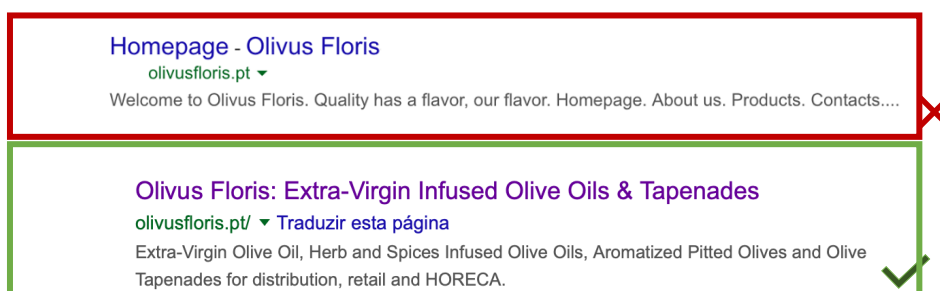 Homepage - Olivus Floris
olivusfloris.pt
Welcome to Olivus Floris. Quality has a flavor, our flavor. Homepage. About us. Products. Contacts....
Olivus Floris: Extra-Virgin Infused Olive Oils & Tapenades
olivusfloris.pt/ Traduzir esta página
Extra-Virgin Olive Oil, Herb and Spices Infused Olive Oils, Aromatized Pitted Olives and Olive
Tapenades for distribution, retail and HORECA.